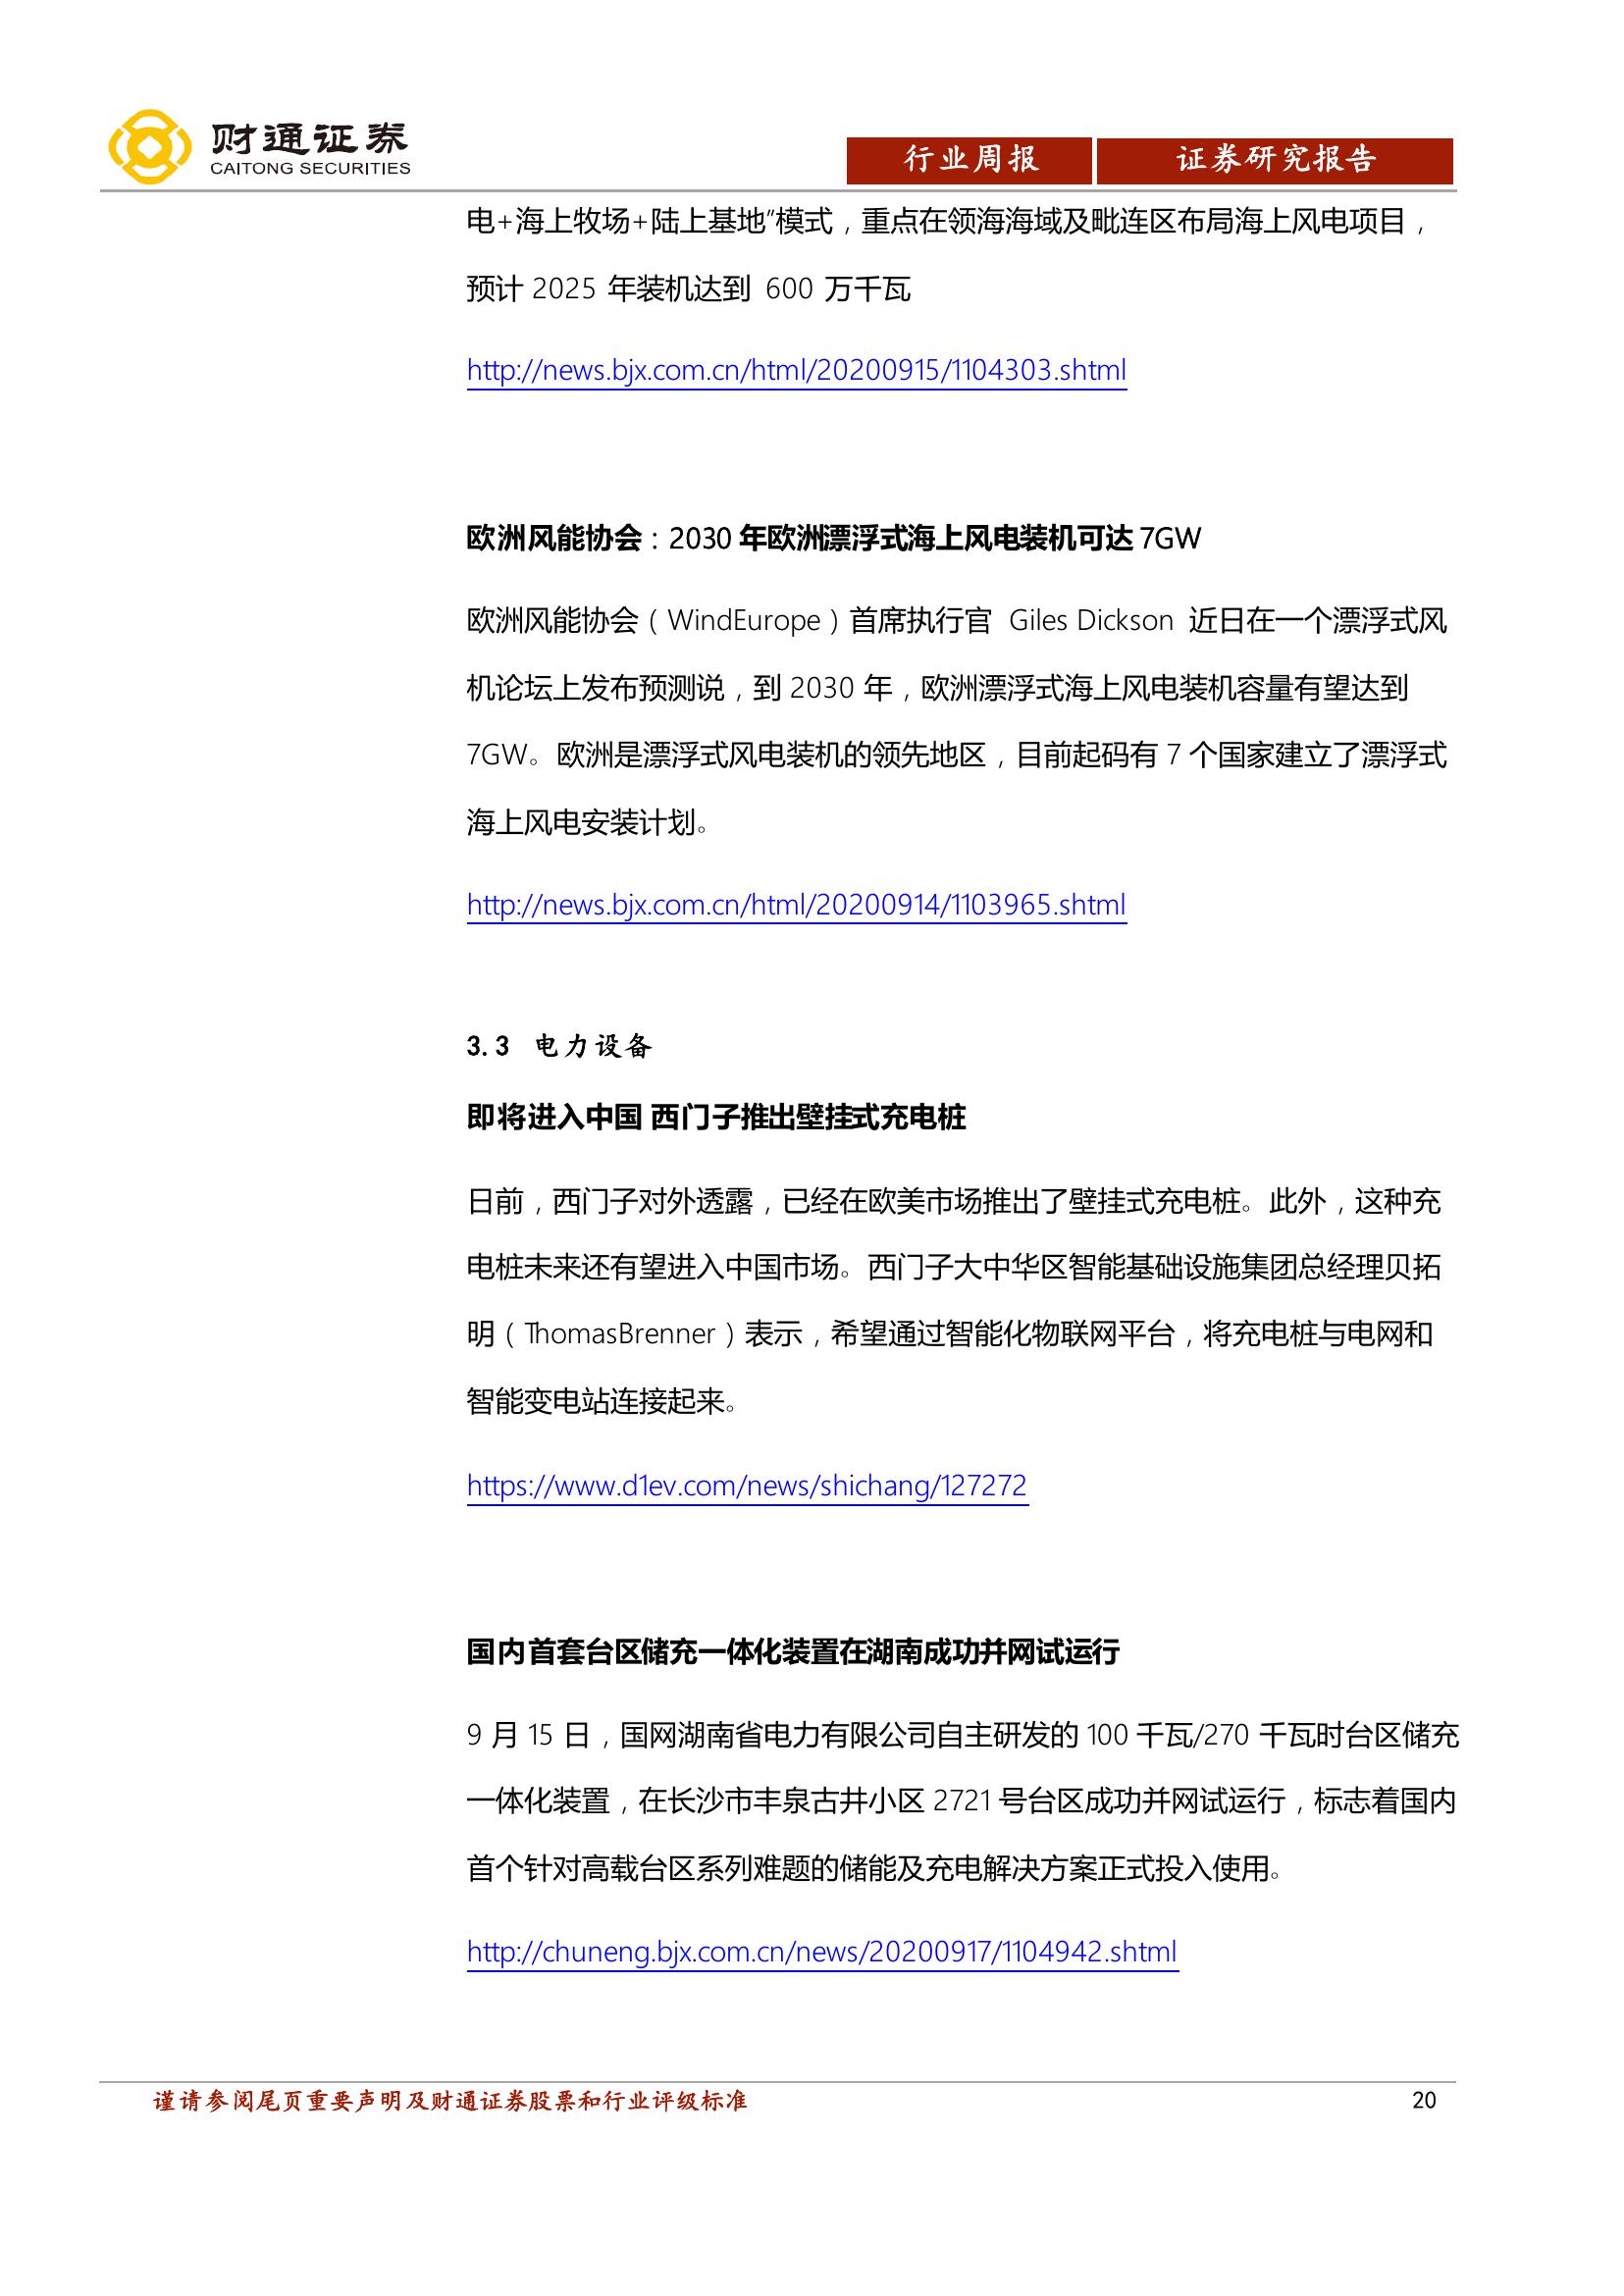 财通证券
CAITONG SECURITIES
行业周报
证券研究报告
电+海上牧场+陆上基地”模式，重点在领海海域及毗连区布局海上风电项目，
预计 2025 年装机达到 600 万千瓦
http://news.bjx.com.cn/html/20200915/1104303.shtml
欧洲风能协会：2030 年欧洲漂浮式海上风电装机可达 7GW
欧洲风能协会（WindEurope）首席执行官 Giles Dickson 近日在一个漂浮式风
机论坛上发布预测说，到 2030 年，欧洲漂浮式海上风电装机容量有望达到
7GW。欧洲是漂浮式风电装机的领先地区，目前起码有 7 个国家建立了漂浮式
海上风电安装计划。
http://news.bjx.com.cn/html/20200914/1103965.shtml
3.3 电力设备
即将进入中国 西门子推出壁挂式充电桩
日前，西门子对外透露，已经在欧美市场推出了壁挂式充电桩。此外，这种充
电桩未来还有望进入中国市场。西门子大中华区智能基础设施集团总经理贝拓
明（ThomasBrenner）表示，希望通过智能化物联网平台，将充电桩与电网和
智能变电站连接起来。
https://www.d1ev.com/news/shichang/127272
国内首套台区储充一体化装置在湖南成功并网试运行
9 月 15 日，国网湖南省电力有限公司自主研发的 100 千瓦/270 千瓦时台区储充
一体化装置，在长沙市丰泉古井小区 2721 号台区成功并网试运行，标志着国内
首个针对高载台区系列难题的储能及充电解决方案正式投入使用。
http://chuneng.bjx.com.cn/news/20200917/1104942.shtml
谨请参阅尾页重要声明及财通证券股票和行业评级标准
20